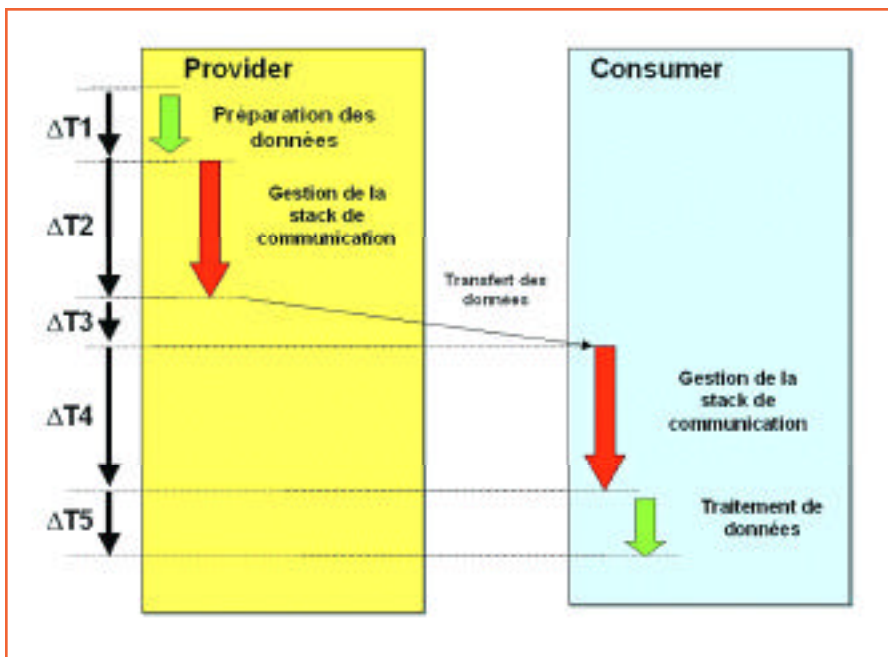 Provider
Consumer
ΔT1
Préparation des
données
ΔT2
Gestion de la
stack de
communication
Transfert des
données
ΔT3
ΔT4
Gestion de la
stack de
communication
ΔT5
Traitement de
données